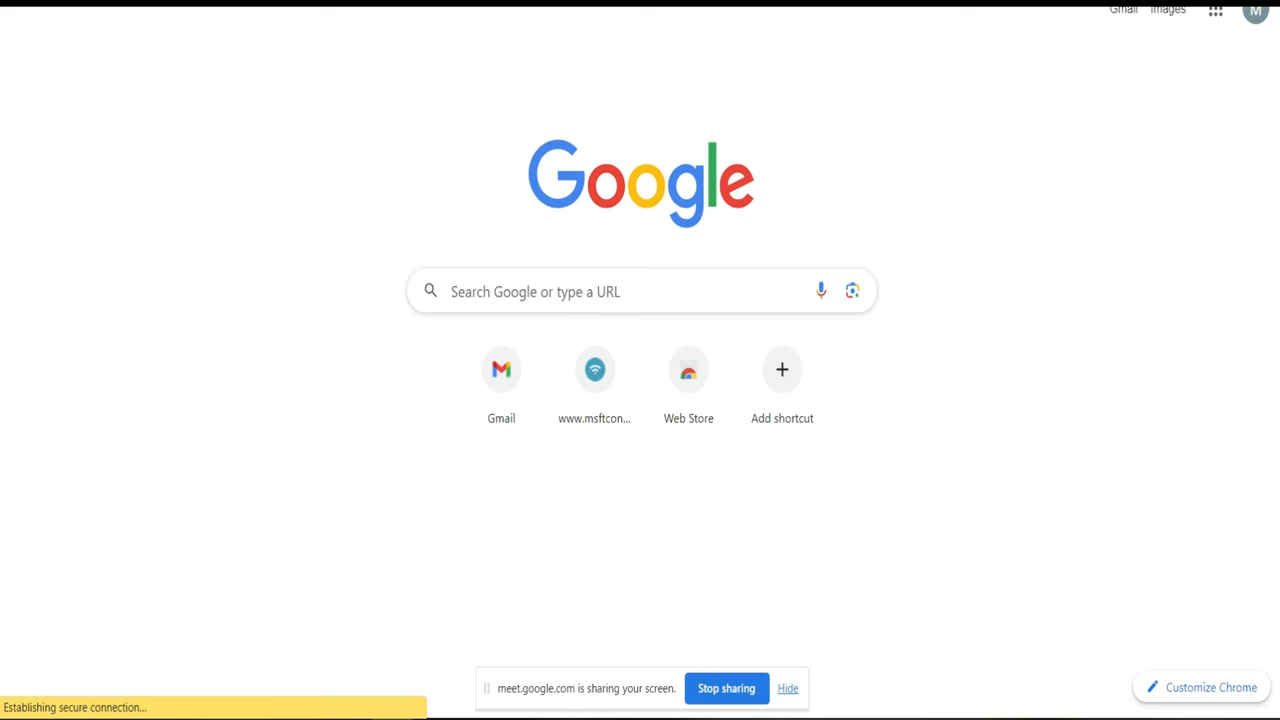 Gmail Images M
Google
Search Google or type a URL
Gmail www.msftcon... Web Store Add shortcut
meet.google.com is sharing your screen. Stop sharing Hide
Customize Chrome
Establishing secure connection...